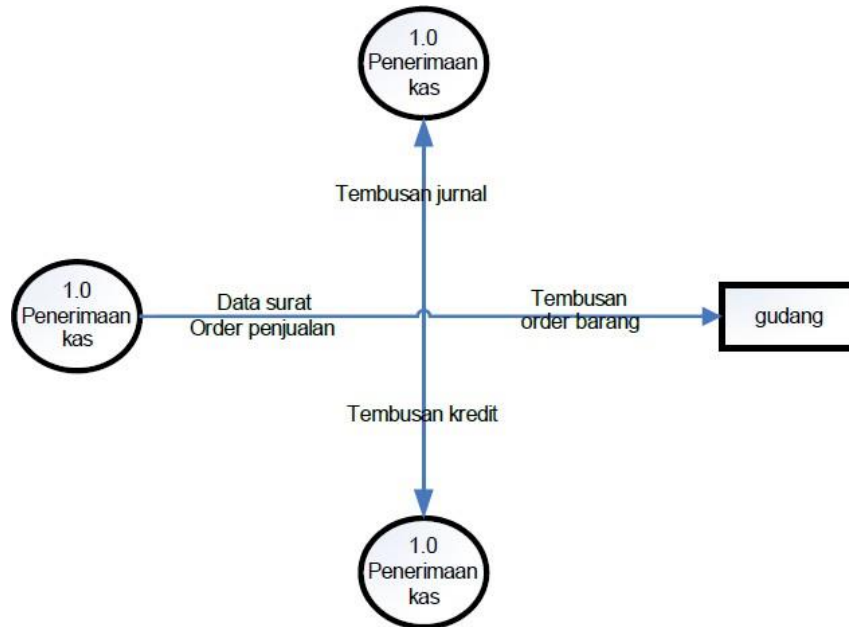 1.0
Penerimaan
kas
Tembusan jurnal
1.0
Penerimaan
kas
Data surat
Order penjualan
Tembusan
order barang
gudang
Tembusan kredit
1.0
Penerimaan
kas